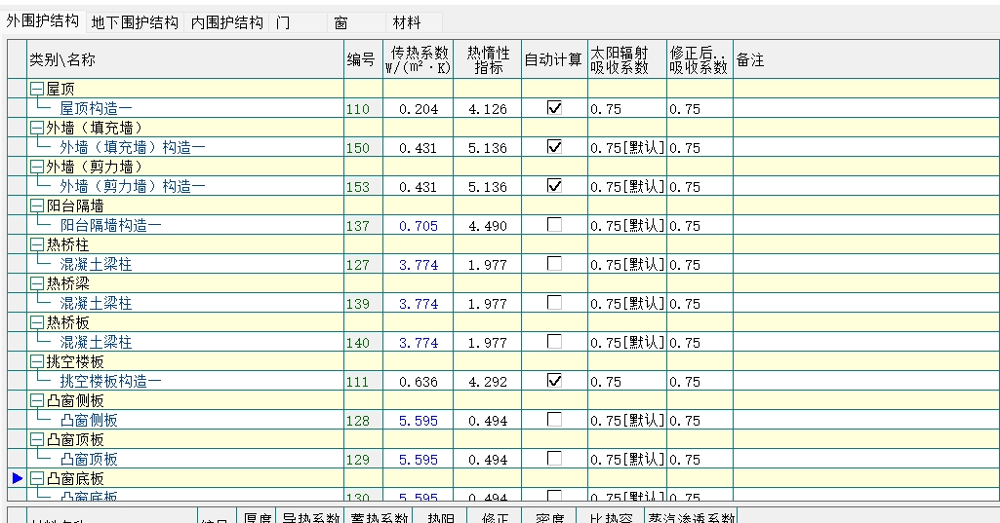 外围护结构 地下围护结构 内围护结构 门 窗 材料
类别\名称 编号 传热系数 W/(m²·K) 热惰性指标 自动计算 太阳辐射吸收系数 修正后..吸收系数 备注
屋顶
屋顶构造一 110 0.204 4.126 0.75 0.75
外墙（填充墙）
外墙（填充墙）构造一 150 0.431 5.136 0.75[默认] 0.75
外墙（剪力墙）
外墙（剪力墙）构造一 153 0.431 5.136 0.75[默认] 0.75
阳台隔墙
阳台隔墙构造一 137 0.705 4.490 0.75[默认] 0.75
热桥柱
混凝土梁柱 127 3.774 1.977 0.75[默认] 0.75
热桥梁
混凝土梁柱 139 3.774 1.977 0.75[默认] 0.75
热桥板
混凝土梁柱 140 3.774 1.977 0.75[默认] 0.75
挑空楼板
挑空楼板构造一 111 0.636 4.292 0.75 0.75
凸窗侧板
凸窗侧板 128 5.595 0.494 0.75[默认] 0.75
凸窗顶板
凸窗顶板 129 5.595 0.494 0.75[默认] 0.75
凸窗底板
凸窗底板 130 5.595 0.494 0.75[默认] 0.75
材料名称 编号 厚度 导热系数 蓄热系数 热阻 修正 密度 比热容 蒸汽渗透系数